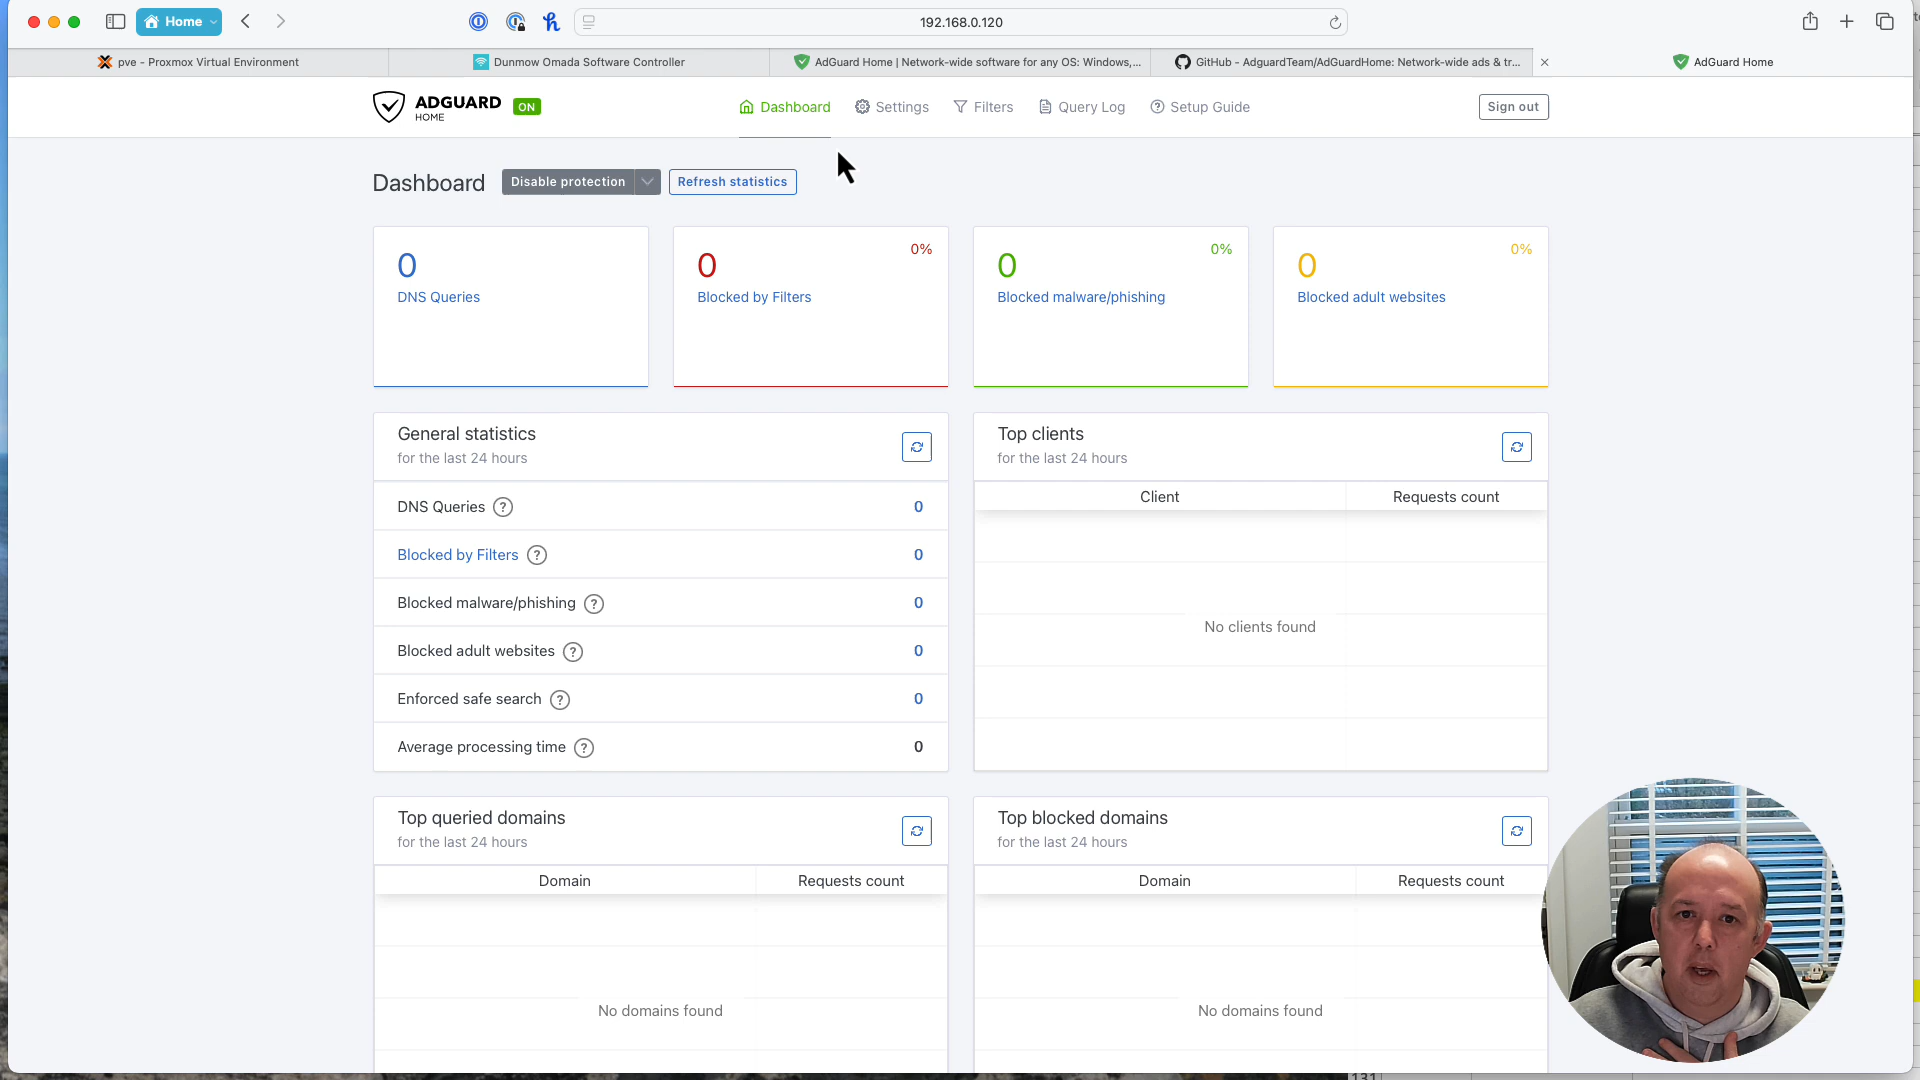 Home
192.168.0.120
pve - Proxmox Virtual Environment
Dunmow Omada Software Controller
AdGuard Home | Network-wide software for any OS: Windows,...
GitHub - AdguardTeam/AdGuardHome: Network-wide ads & tr...
AdGuard Home
ADGUARD
HOME
ON
Dashboard
Settings
Filters
Query Log
Setup Guide
Sign out
Dashboard
Disable protection
Refresh statistics
0
DNS Queries
0%
0
Blocked by Filters
0%
0
Blocked malware/phishing
0%
0
Blocked adult websites
General statistics
for the last 24 hours
DNS Queries ? 0
Blocked by Filters ? 0
Blocked malware/phishing ? 0
Blocked adult websites ? 0
Enforced safe search ? 0
Average processing time ? 0
Top clients
for the last 24 hours
Client Requests count
No clients found
Top queried domains
for the last 24 hours
Domain Requests count
No domains found
Top blocked domains
for the last 24 hours
Domain Requests count
No domains found